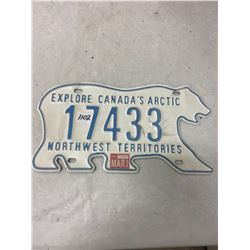 EXPLORE CANADA'S ARCTIC
17433
1102
NORTHWEST TERRITORIES
MAR